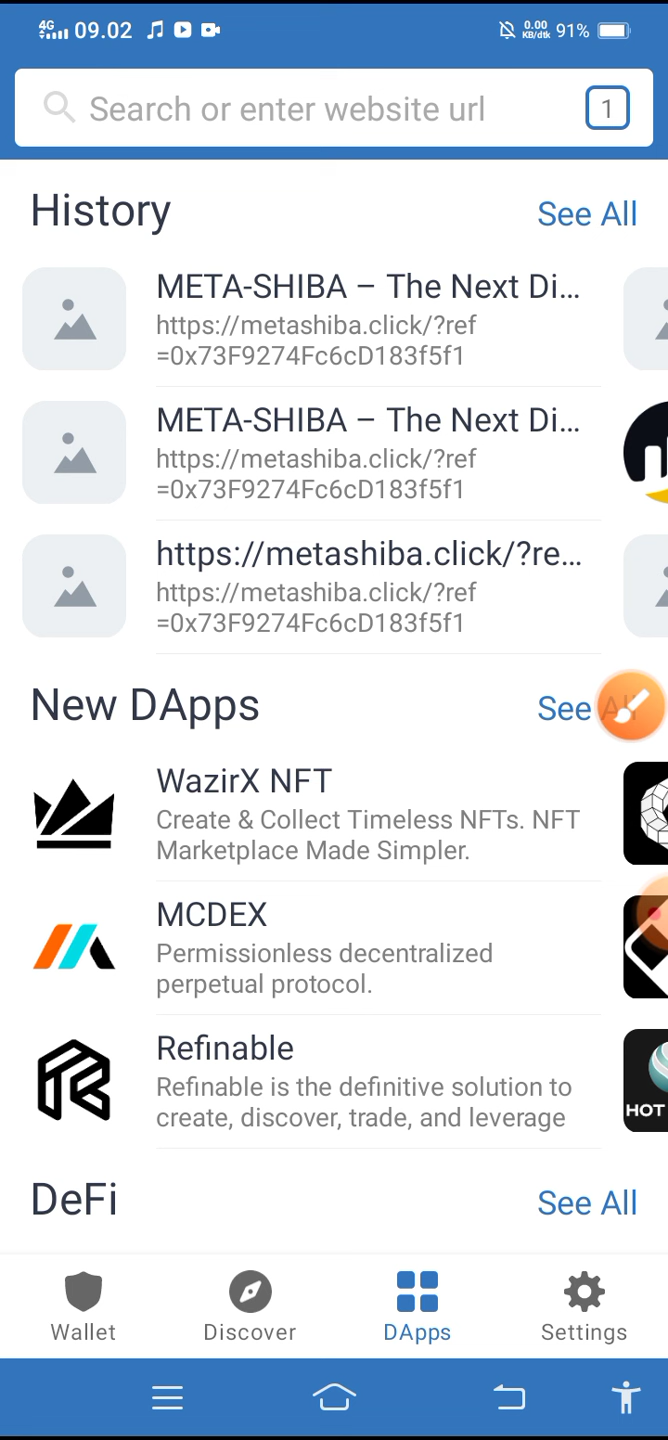 4G 09.02 0.00 KB/dtk 91%
Search or enter website url 1
History See All
META-SHIBA – The Next Di...
https://metashiba.click/?ref
=0x73F9274Fc6cD183f5f1
META-SHIBA – The Next Di...
https://metashiba.click/?ref
=0x73F9274Fc6cD183f5f1
https://metashiba.click/?re...
https://metashiba.click/?ref
=0x73F9274Fc6cD183f5f1
New DApps See All
WazirX NFT
Create & Collect Timeless NFTs. NFT
Marketplace Made Simpler.
MCDEX
Permissionless decentralized
perpetual protocol.
Refinable
Refinable is the definitive solution to
create, discover, trade, and leverage
HOT
DeFi See All
Wallet Discover DApps Settings